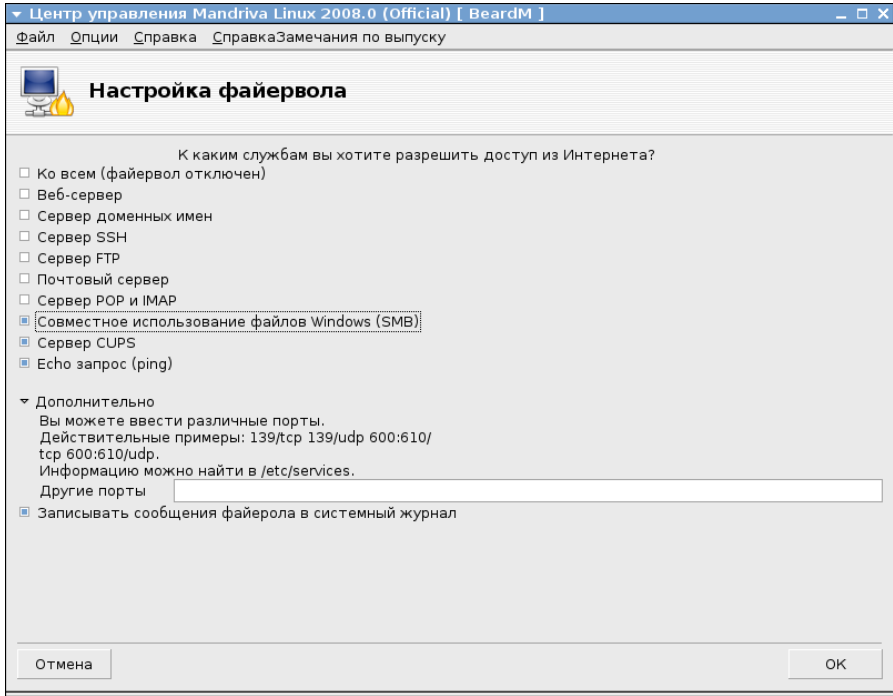 Центр управления Mandriva Linux 2008.0 (Official) [ BeardM ]
Файл Опции Справка СправкаЗамечания по выпуску
Настройка файервола
К каким службам вы хотите разрешить доступ из Интернета?
Ко всем (файервол отключен)
Веб-сервер
Сервер доменных имен
Сервер SSH
Сервер FTP
Почтовый сервер
Сервер POP и IMAP
Совместное использование файлов Windows (SMB)
Сервер CUPS
Echo запрос (ping)
Дополнительно
Вы можете ввести различные порты.
Действительные примеры: 139/tcp 139/udp 600:610/
tcp 600:610/udp.
Информацию можно найти в /etc/services.
Другие порты
Записывать сообщения файерола в системный журнал
Отмена OK